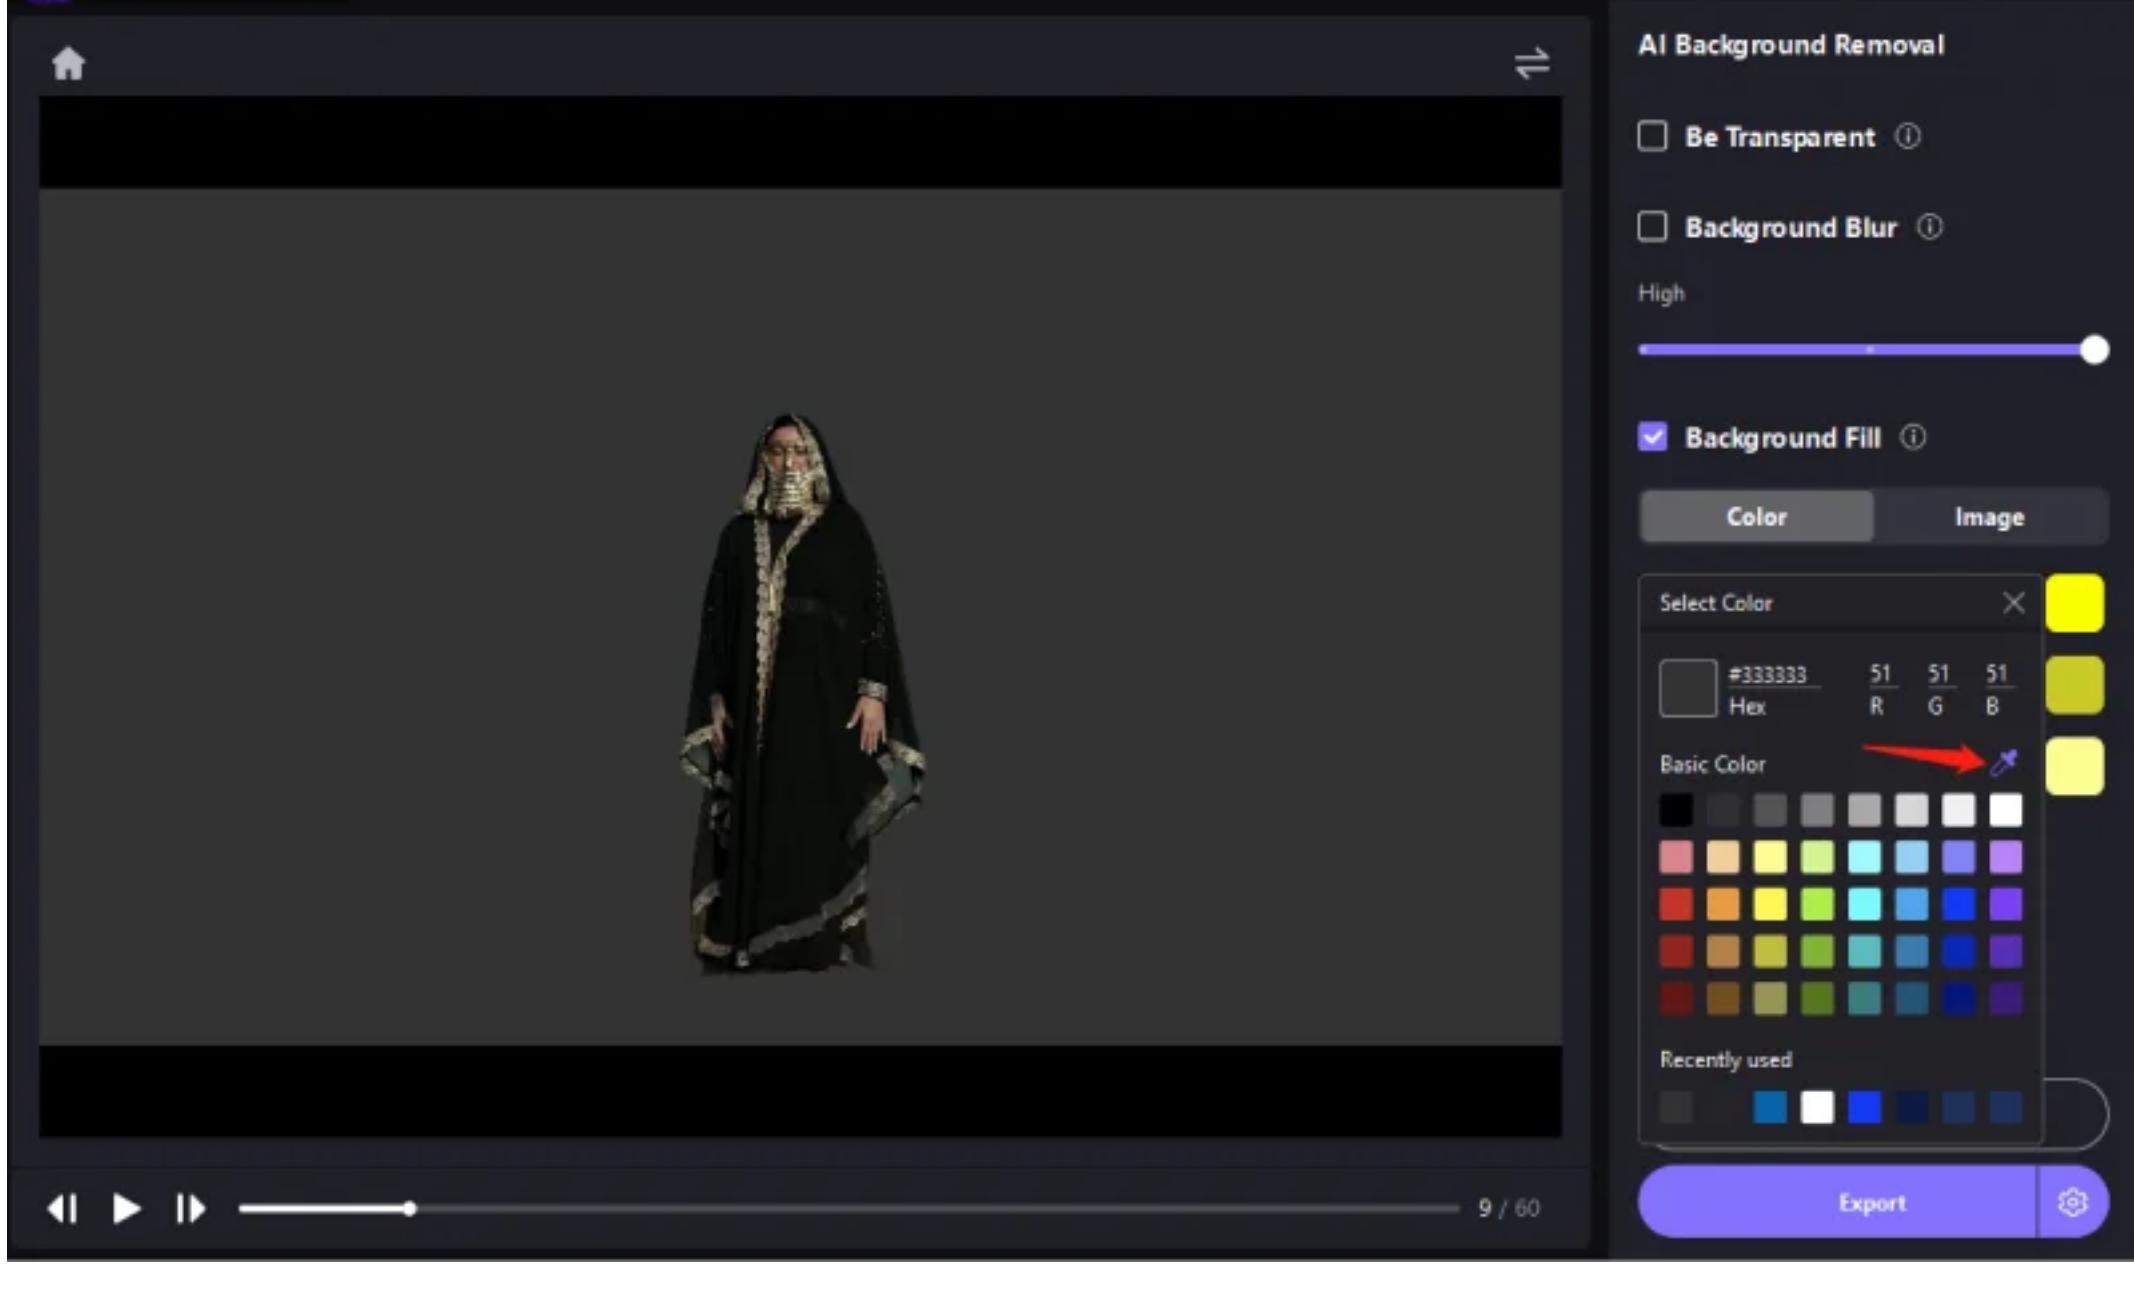 AI Background Removal
Be Transparent
Background Blur
High
Background Fill
Color Image
Select Color
#333333 51 51 51
Hex R G B
Basic Color
Recently used
9 / 60
Export